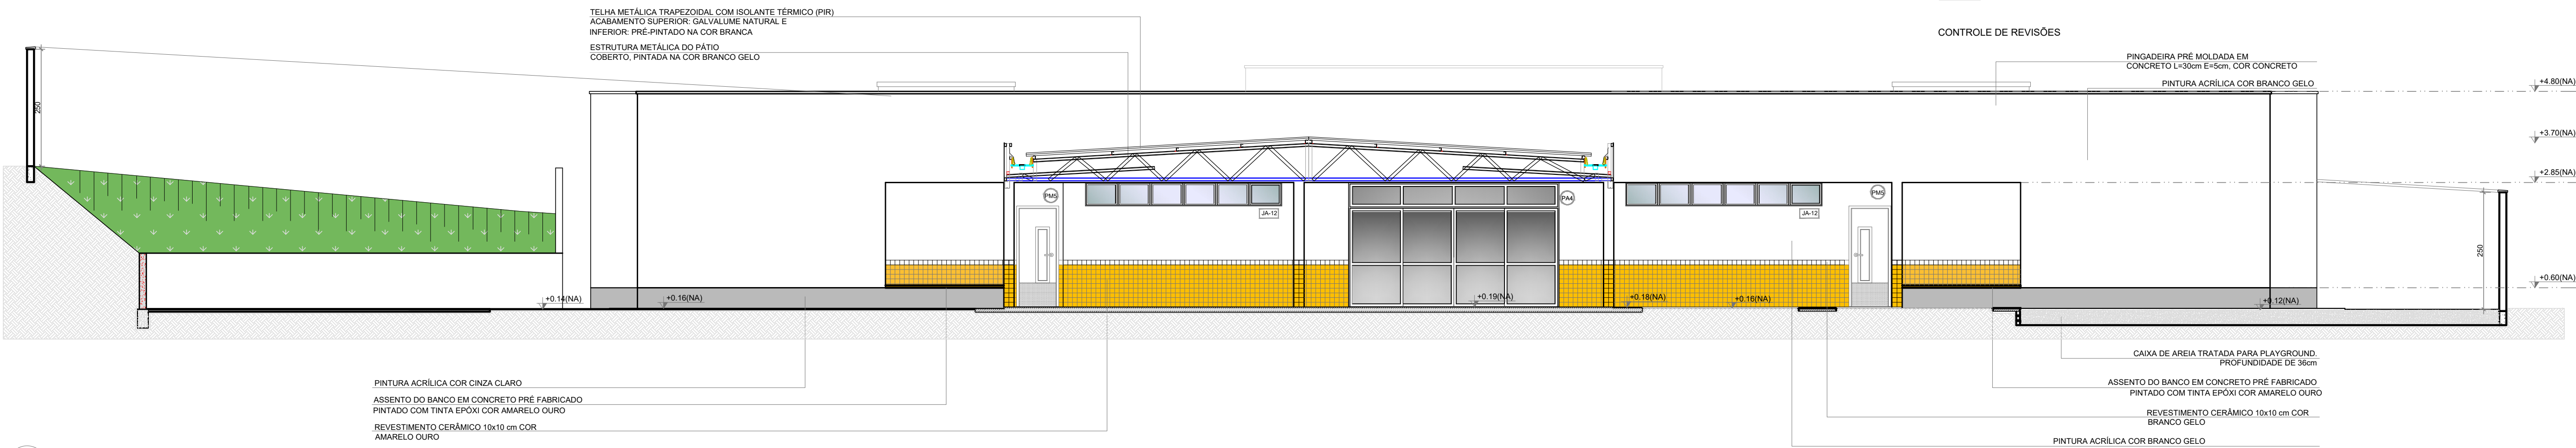 TELHA METÁLICA TRAPEZOIDAL COM ISOLANTE TÉRMICO (PIR)
ACABAMENTO SUPERIOR: GALVALUME NATURAL E
INFERIOR: PRÉ-PINTADO NA COR BRANCA
ESTRUTURA METÁLICA DO PÁTIO
COBERTO, PINTADA NA COR BRANCO GELO
CONTROLE DE REVISÕES
PINGADEIRA PRÉ MOLDADA EM
CONCRETO L=30cm E=5cm, COR CONCRETO
PINTURA ACRÍLICA COR BRANCO GELO
+4.80(NA)
+3.70(NA)
+2.85(NA)
+0.60(NA)
250
250
PM5
JA-12
PA4
JA-12
PM5
+0.14(NA)
+0.16(NA)
+0.19(NA)
+0.18(NA)
+0.16(NA)
+0.12(NA)
PINTURA ACRÍLICA COR CINZA CLARO
ASSENTO DO BANCO EM CONCRETO PRÉ FABRICADO
PINTADO COM TINTA EPÓXI COR AMARELO OURO
REVESTIMENTO CERÂMICO 10x10 cm COR
AMARELO OURO
CAIXA DE AREIA TRATADA PARA PLAYGROUND.
PROFUNDIDADE DE 36cm
ASSENTO DO BANCO EM CONCRETO PRÉ FABRICADO
PINTADO COM TINTA EPÓXI COR AMARELO OURO
REVESTIMENTO CERÂMICO 10x10 cm COR
BRANCO GELO
PINTURA ACRÍLICA COR BRANCO GELO